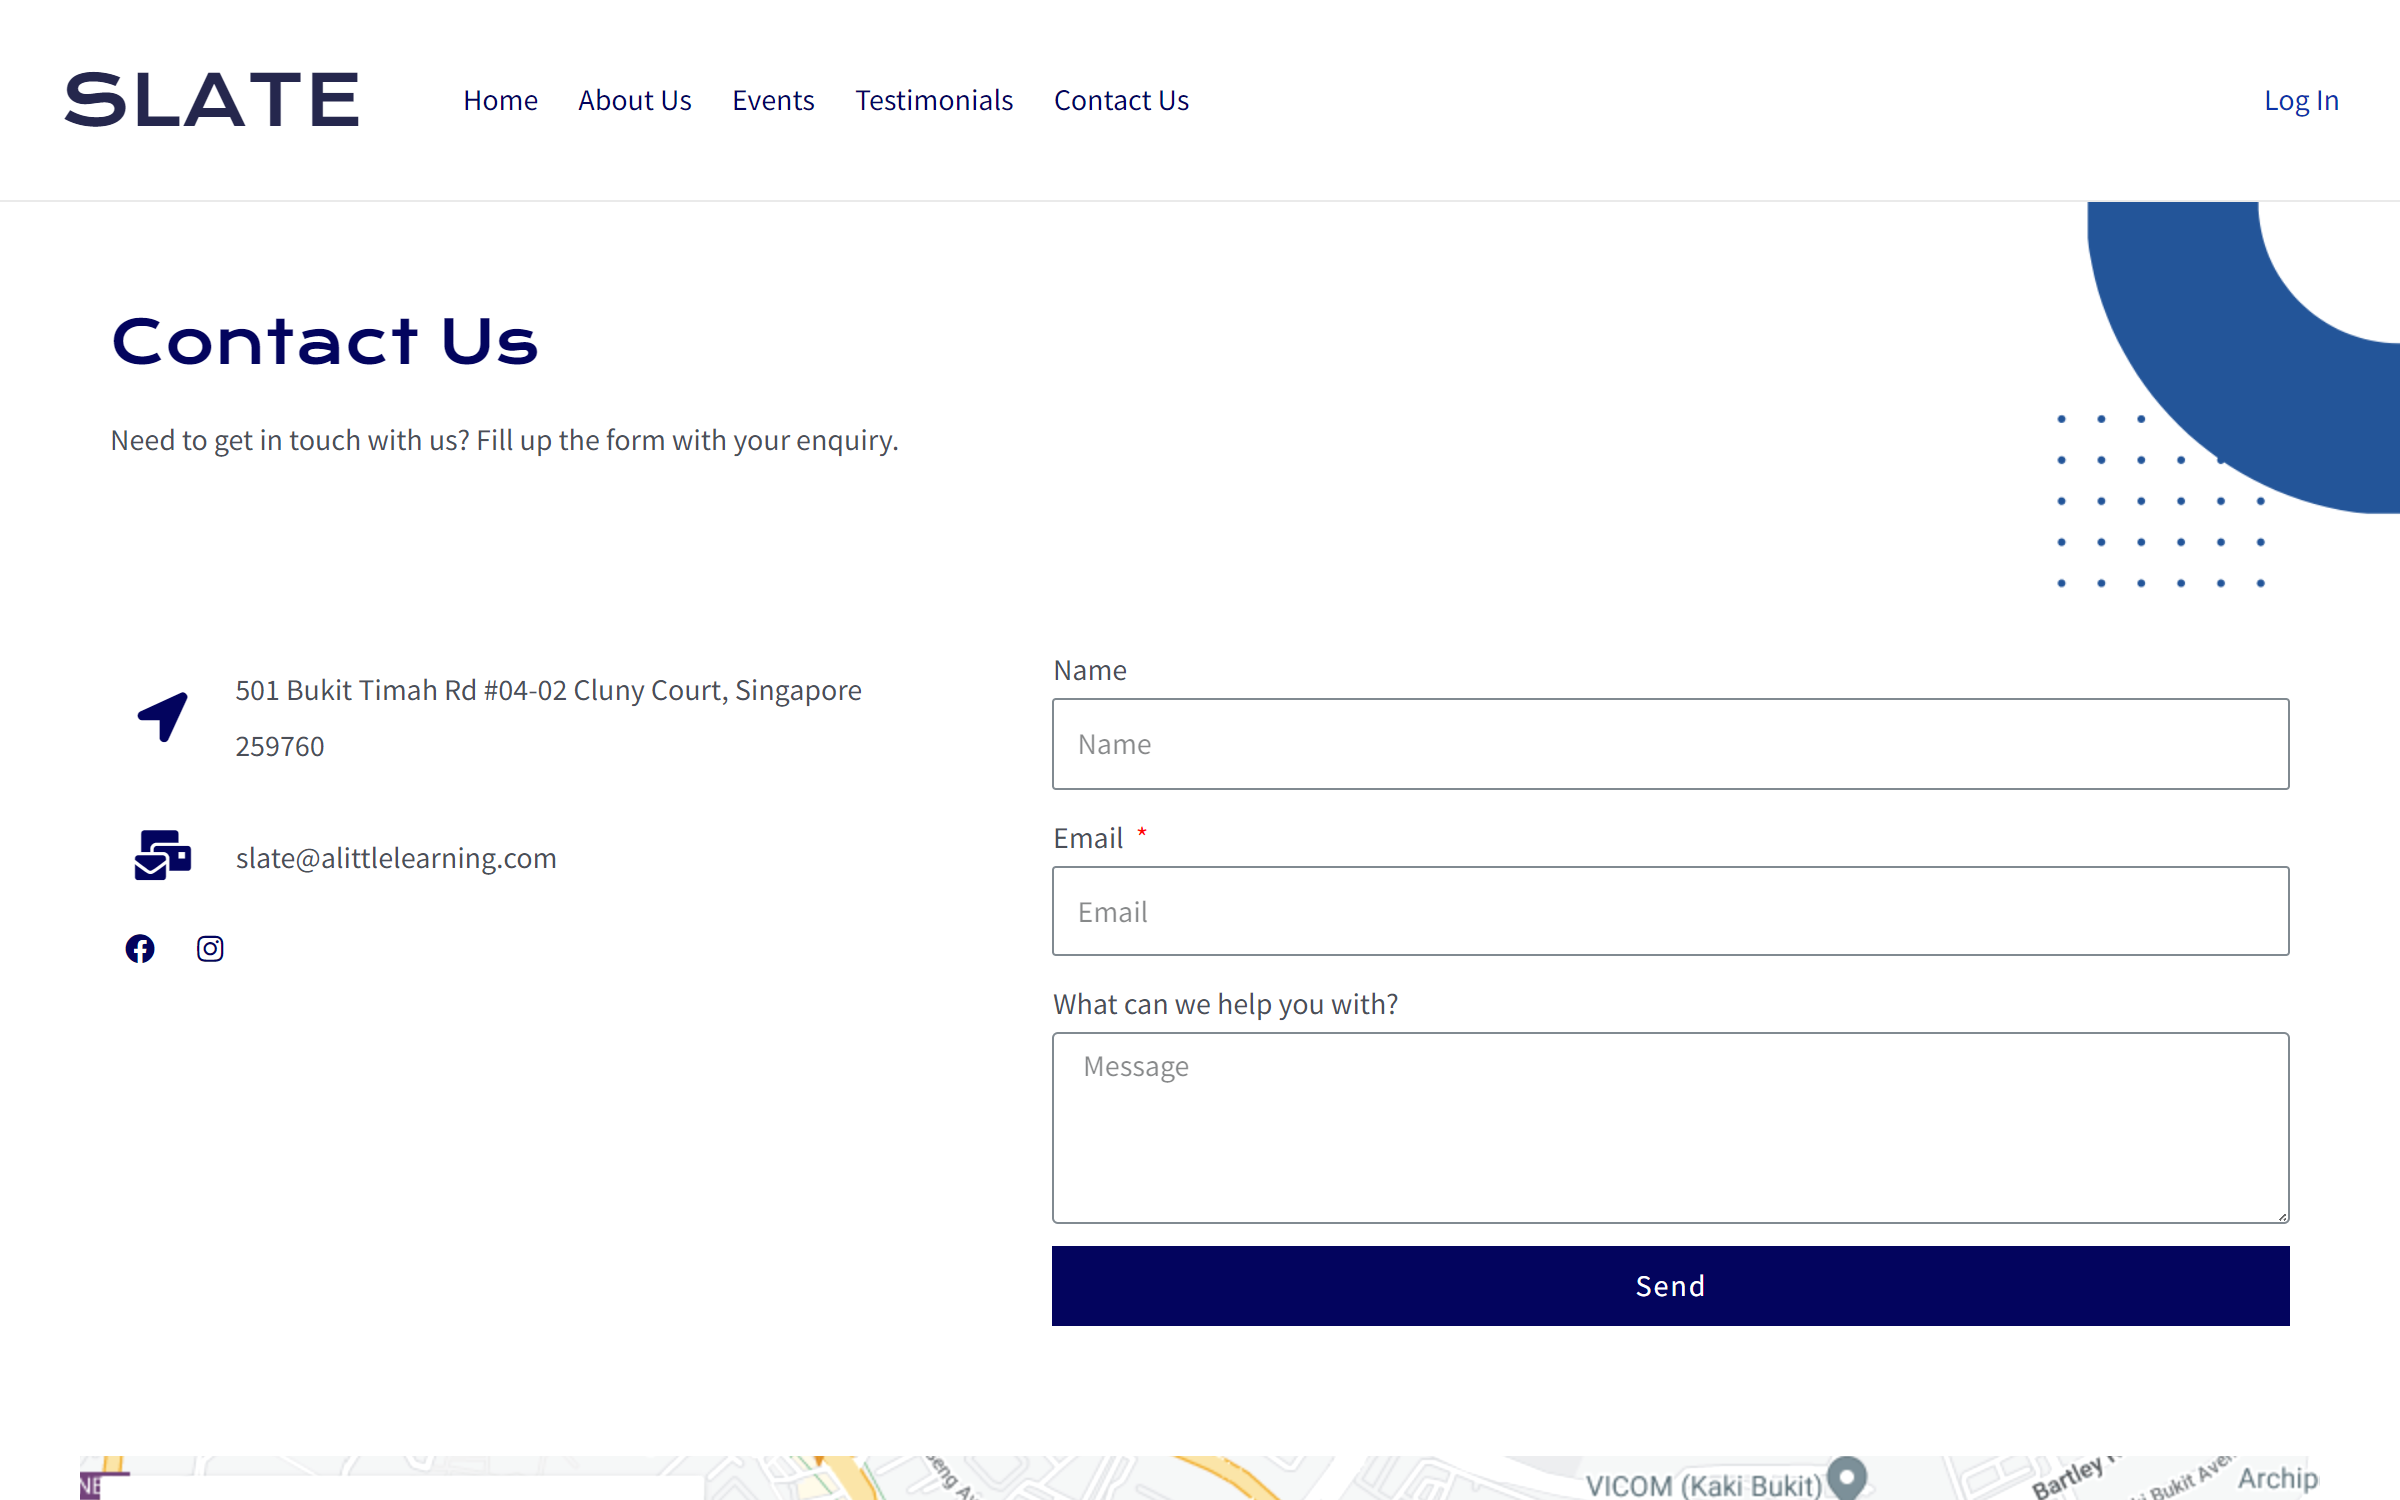 SLATE
Home About Us Events Testimonials Contact Us Log In
Contact Us
Need to get in touch with us? Fill up the form with your enquiry.
501 Bukit Timah Rd #04-02 Cluny Court, Singapore
259760
slate@alittlelearning.com
Name
Name
Email *
Email
What can we help you with?
Message
Send
VICOM (Kaki Bukit)
Bartley
Bukit
Archip